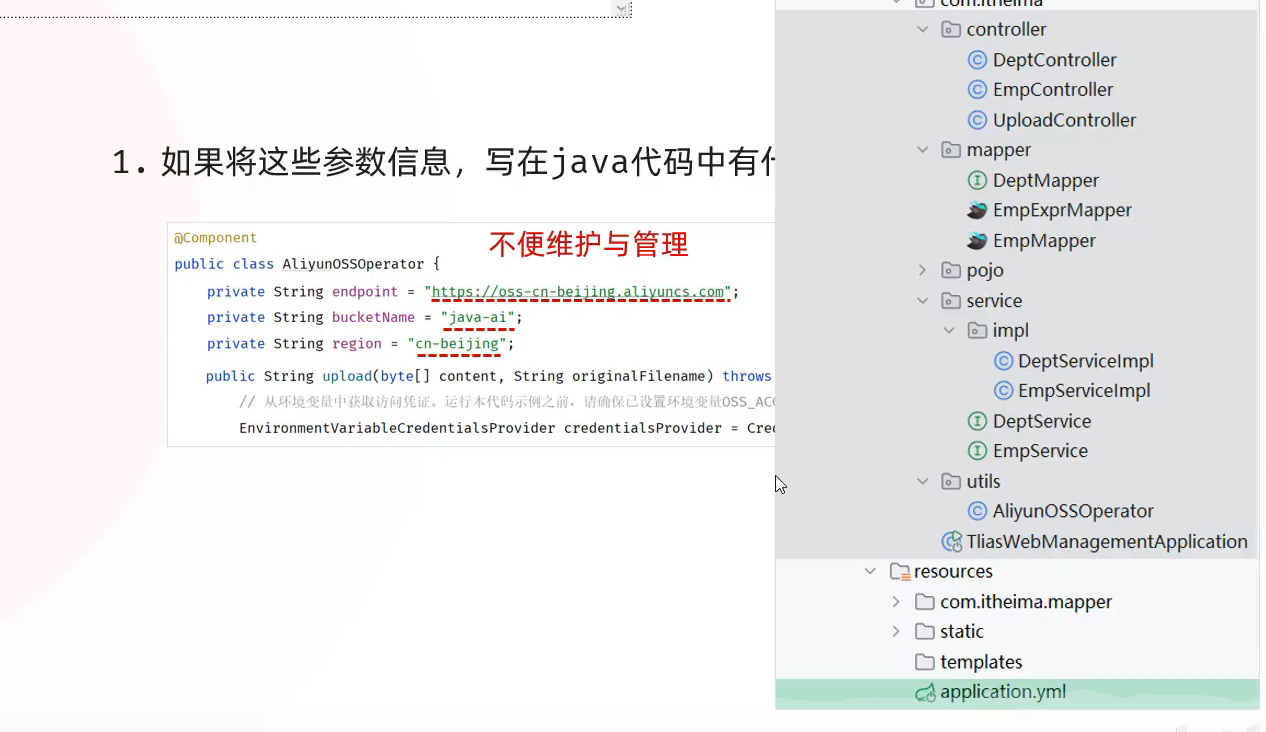 1. 如果将这些参数信息，写在java代码中有
不便维护与管理
@Component
public class AliyunOSSOperator {
private String endpoint = "https://oss-cn-beijing.aliyuncs.com";
private String bucketName = "java-ai";
private String region = "cn-beijing";
public String upload(byte[] content, String originalFilename) throws
// 从环境变量中获取访问凭证。运行本代码示例之前，请确保已设置环境变量OSS_ACC
EnvironmentVariableCredentialsProvider credentialsProvider = Cre
com.itheima
controller
DeptController
EmpController
UploadController
mapper
DeptMapper
EmpExprMapper
EmpMapper
pojo
service
impl
DeptServiceImpl
EmpServiceImpl
DeptService
EmpService
utils
AliyunOSSOperator
TliasWebManagementApplication
resources
com.itheima.mapper
static
templates
application.yml